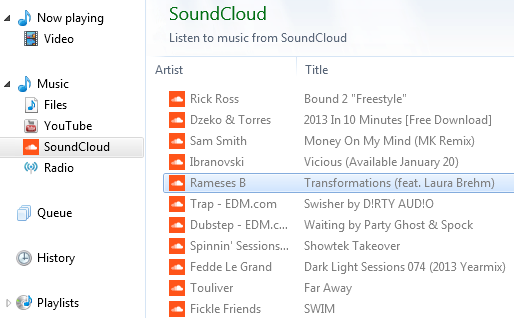 Now playing
Video
Music
Files
YouTube
SoundCloud
Radio
Queue
History
Playlists
SoundCloud
Listen to music from SoundCloud
Artist Title
Rick Ross Bound 2 "Freestyle"
Dzeko & Torres 2013 In 10 Minutes [Free Download]
Sam Smith Money On My Mind (MK Remix)
Ibranovski Vicious (Available January 20)
Rameses B Transformations (feat. Laura Brehm)
Trap - EDM.com Swisher by D!RTY AUD!O
Dubstep - EDM.c... Waiting by Party Ghost & Spock
Spinnin' Sessions... Showtek Takeover
Fedde Le Grand Dark Light Sessions 074 (2013 Yearmix)
Touliver Far Away
Fickle Friends SWIM